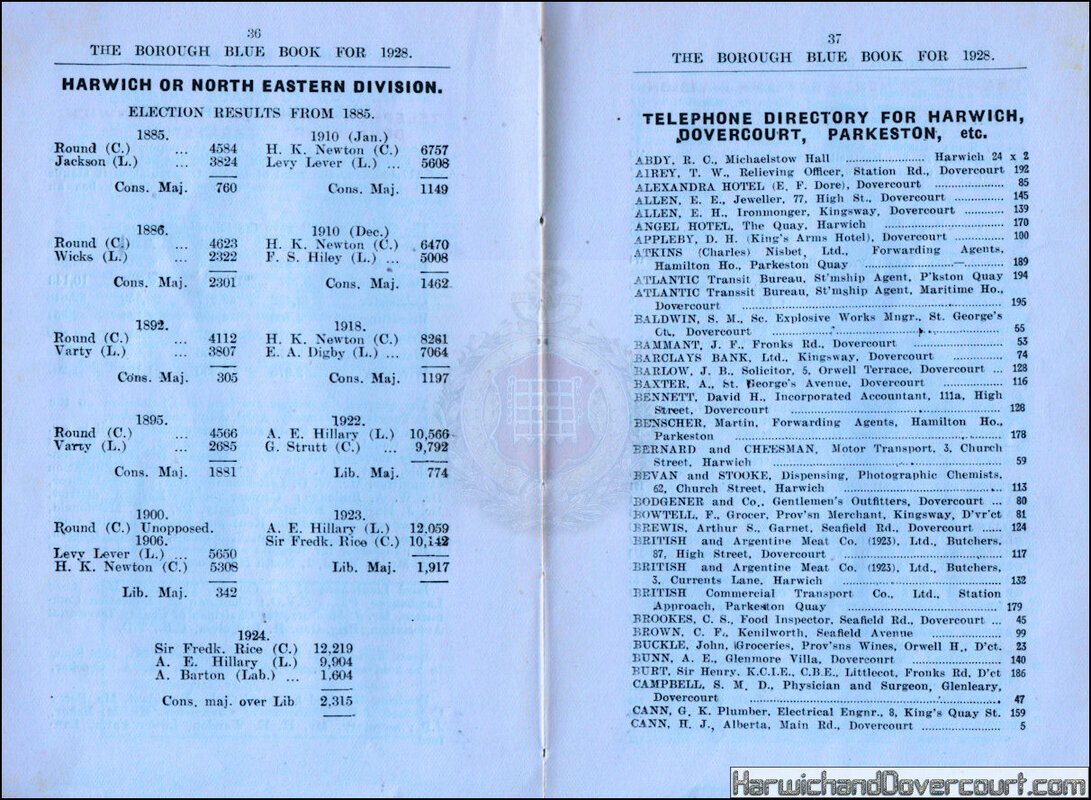 36
THE BOROUGH BLUE BOOK FOR 1928.
HARWICH OR NORTH EASTERN DIVISION.
ELECTION RESULTS FROM 1885.
1885.
Round (C.) ... 4584
Jackson (L.) ... 3824
Cons. Maj. 760
1910 (Jan.)
H. K. Newton (C.) 6757
Levy Lever (L.) ... 5608
Cons. Maj. 1149
1886.
Round (C.) ... 4623
Wicks (L.) ... 2322
Cons. Maj. 2301
1910 (Dec.)
H. K. Newton (C.) 6470
F. S. Hiley (L.) ... 5008
Cons. Maj. 1462
1892.
Round (C.) ... 4112
Varty (L.) ... 3807
Cons. Maj. 305
1918.
H. K. Newton (C.) 8261
E. A. Digby (L.) ... 7064
Cons. Maj. 1197
1895.
Round (C.) ... 4566
Varty (L.) ... 2685
Cons. Maj. 1881
1922.
A. E. Hillary (L.) 10,566
G. Strutt (C.) ... 9,792
Lib. Maj. 774
1900.
Round (C.) Unopposed.
1906.
Levy Lever (L.) ... 5650
H. K. Newton (C.) 5308
Lib. Maj. 342
1923.
A. E. Hillary (L.) 12,059
Sir Fredk. Rice (C.) 10,142
Lib. Maj. 1,917
1924.
Sir Fredk. Rice (C.) 12,219
A. E. Hillary (L.) 9,904
A. Barton (Lab.) ... 1,604
Cons. maj. over Lib 2,315
37
THE BOROUGH BLUE BOOK FOR 1928.
TELEPHONE DIRECTORY FOR HARWICH,
DOVERCOURT, PARKESTON, etc.
ABDY, R. C., Michaelstow Hall ........................ Harwich 24 x 2
AIREY, T. W., Relieving Officer, Station Rd., Dovercourt 192
ALEXANDRA HOTEL (E. F. Dore), Dovercourt .................... 85
ALLEN, E. E., Jeweller, 77, High St., Dovercourt .............. 145
ALLEN, E. H., Ironmonger, Kingsway, Dovercourt ........... 139
ANGEL HOTEL, The Quay, Harwich .............................. 170
APPLEBY, D. H. (King's Arms Hotel), Dovercourt ............ 100
ATKINS (Charles) Nisbet, Ltd., Forwarding Agents,
Hamilton Ho., Parkeston Quay .............................. 189
ATLANTIC Transit Bureau, St'mship Agent, P'kston Quay 194
ATLANTIC Transsit Bureau, St'mship Agent, Maritime Ho.,
Dovercourt .............................. 195
BALDWIN, S. M., Sc. Explosive Works Mngr., St. George's
Ct., Dovercourt .............................. 55
BAMMANT, J. F., Fronks Rd., Dovercourt .............. 53
BARCLAYS BANK, Ltd., Kingsway, Dovercourt .............. 74
BARLOW, J. B., Solicitor, 5, Orwell Terrace, Dovercourt ... 128
BAXTER, A., St. George's Avenue, Dovercourt ................ 116
BENNETT, David H., Incorporated Accountant, 111a, High
Street, Dovercourt .............................. 128
BENSCHER, Martin, Forwarding Agents, Hamilton Ho.,
Parkeston .............................. 178
BERNARD and CHEESMAN, Motor Transport, 3, Church
Street, Harwich .............................. 59
BEVAN and STOOKE, Dispensing, Photographic Chemists,
62, Church Street, Harwich .............................. 113
BODGENER and Co., Gentlemen's Outfitters, Dovercourt ... 80
BOWTELL, F., Grocer, Prov'sn Merchant, Kingsway, D'vr'ct 81
BREWIS, Arthur S., Garnet, Seafield Rd., Dovercourt ...... 124
BRITISH and Argentine Meat Co. (1923), Ltd., Butchers,
87, High Street, Dovercourt .............................. 117
BRITISH and Argentine Meat Co. (1923), Ltd., Butchers,
3, Currents Lane, Harwich .............................. 132
BRITISH Commercial Transport Co., Ltd., Station
Approach, Parkeston Quay .............................. 179
BROOKES, C. S., Food Inspector, Seafield Rd., Dovercourt ... 45
BROWN, C. F., Kenilworth, Seafield Avenue .................. 99
BUCKLE, John, Groceries, Prov'sns Wines, Orwell H., D'ct. 23
BUNN, A. E., Glenmore Villa, Dovercourt ...................... 140
BURT, Sir Henry, K.C.I.E., C.B.E., Littlecot, Fronks Rd. D'ct 186
CAMPBELL, S. M. D., Physician and Surgeon, Glenleary,
Dovercourt .............................. 47
CANN, G. K. Plumber, Electrical Engnr., 8, King's Quay St. 159
CANN, H. J., Alberta, Main Rd., Dovercourt ..................... 5
HarwichandDovercourt.com